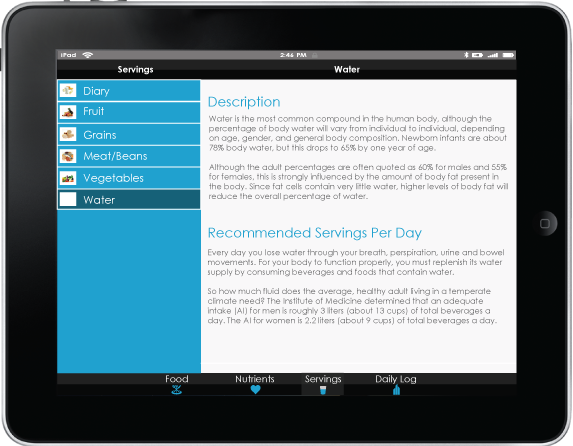 iPad 2:46 PM
Servings Water
Diary
Fruit
Grains
Meat/Beans
Vegetables
Water
Description
Water is the most common compound in the human body, although the
percentage of body water will vary from individual to individual, depending
on age, gender, and general body composition. Newborn infants are about
78% body water, but this drops to 65% by one year of age.
Although the adult percentages are often quoted as 60% for males and 55%
for females, this is strongly influenced by the amount of body fat present in
the body. Since fat cells contain very little water, higher levels of body fat will
reduce the overall percentage of water.
Recommended Servings Per Day
Every day you lose water through your breath, perspiration, urine and bowel
movements. For your body to function properly, you must replenish its water
supply by consuming beverages and foods that contain water.
So how much fluid does the average, healthy adult living in a temperate
climate need? The Institute of Medicine determined that an adequate
intake (AI) for men is roughly 3 liters (about 13 cups) of total beverages a
day. The AI for women is 2.2 liters (about 9 cups) of total beverages a day.
Food Nutrients Servings Daily Log